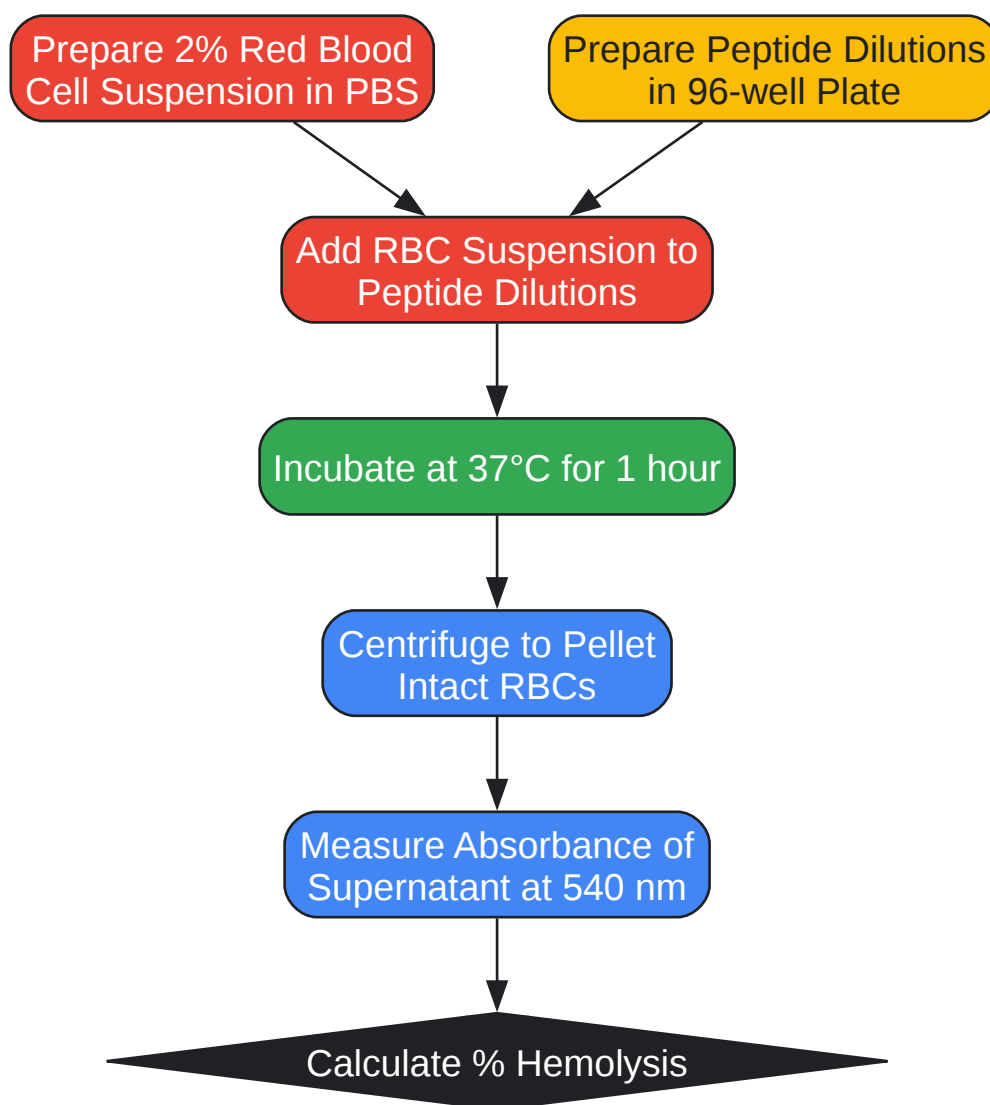 Prepare 2% Red Blood
Cell Suspension in PBS
Prepare Peptide Dilutions
in 96-well Plate
Add RBC Suspension to
Peptide Dilutions
Incubate at 37°C for 1 hour
Centrifuge to Pellet
Intact RBCs
Measure Absorbance of
Supernatant at 540 nm
Calculate % Hemolysis